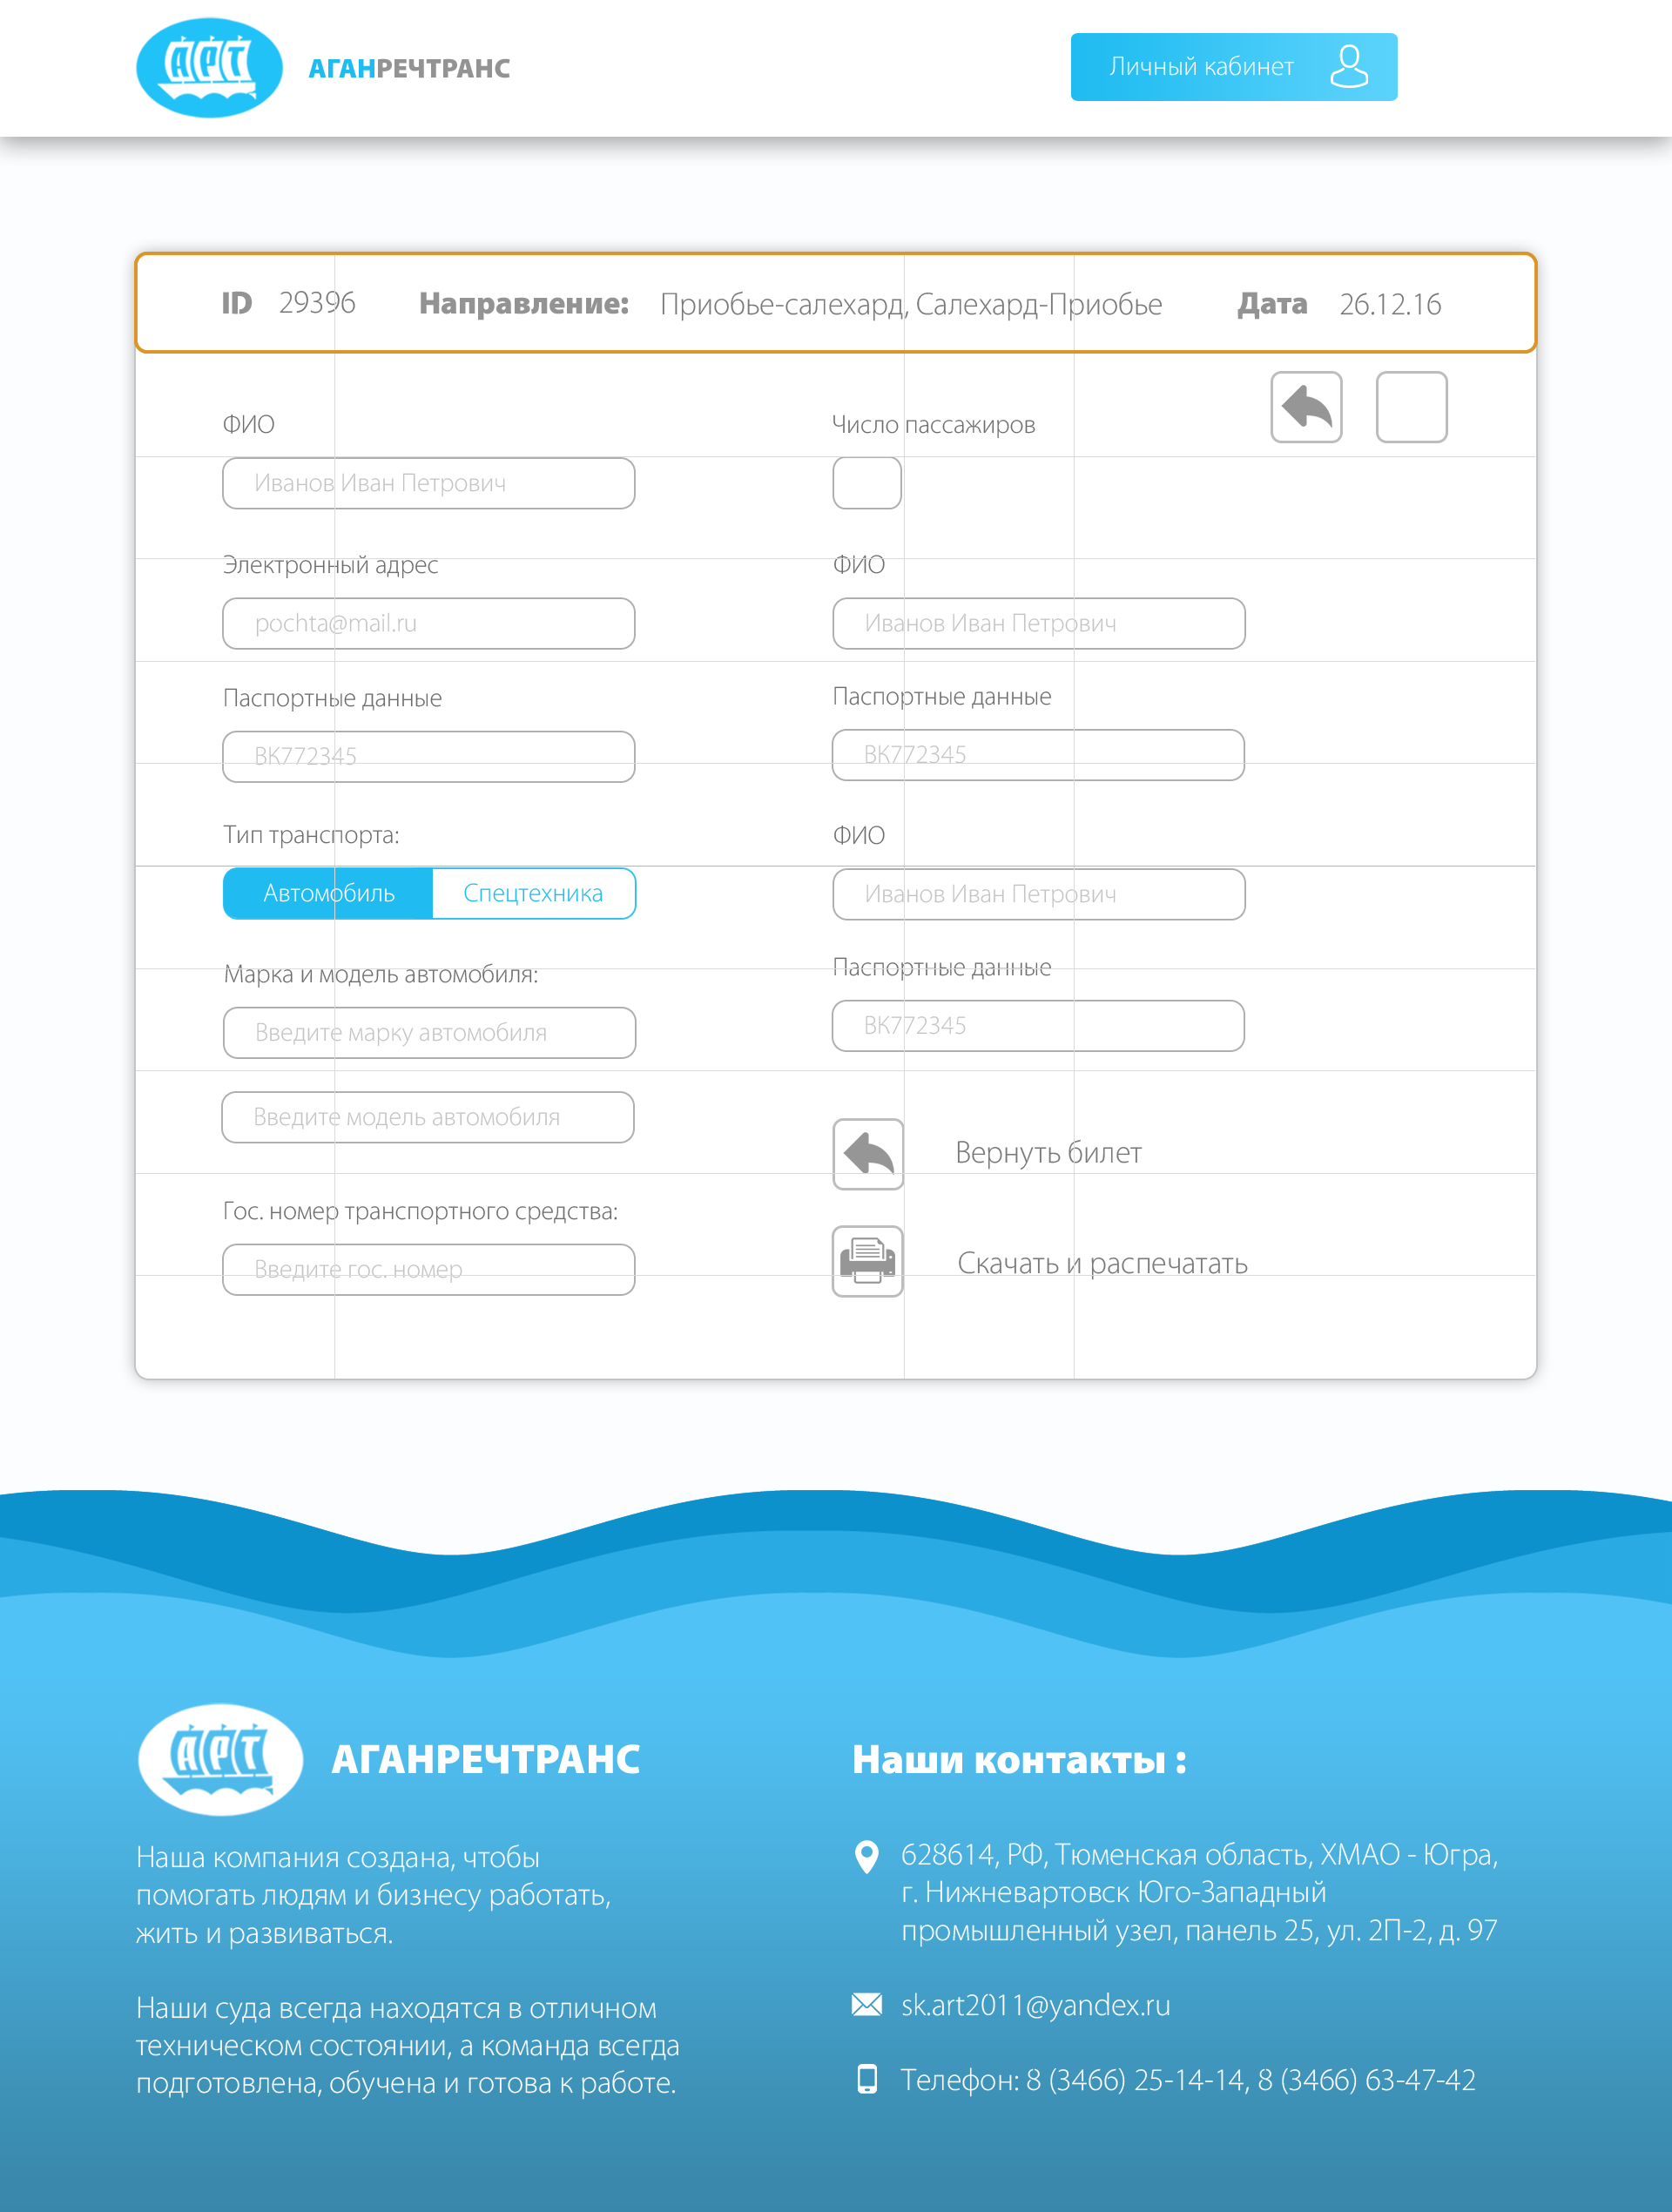 АРТ
АГАНРЕЧТРАНС
Личный кабинет
ID 29396 Направление: Приобье-салехард, Салехард-Приобье Дата 26.12.16
ФИО
Иванов Иван Петрович
Электронный адрес
pochta@mail.ru
Паспортные данные
ВК772345
Тип транспорта:
Автомобиль Спецтехника
Марка и модель автомобиля:
Введите марку автомобиля
Введите модель автомобиля
Гос. номер транспортного средства:
Введите гос. номер
Число пассажиров
ФИО
Иванов Иван Петрович
Паспортные данные
ВК772345
ФИО
Иванов Иван Петрович
Паспортные данные
ВК772345
Вернуть билет
Скачать и распечатать
АРТ
АГАНРЕЧТРАНС
Наша компания создана, чтобы
помогать людям и бизнесу работать,
жить и развиваться.
Наши суда всегда находятся в отличном
техническом состоянии, а команда всегда
подготовлена, обучена и готова к работе.
Наши контакты :
628614, РФ, Тюменская область, ХМАО - Югра,
г. Нижневартовск Юго-Западный
промышленный узел, панель 25, ул. 2П-2, д. 97
sk.art2011@yandex.ru
Телефон: 8 (3466) 25-14-14, 8 (3466) 63-47-42